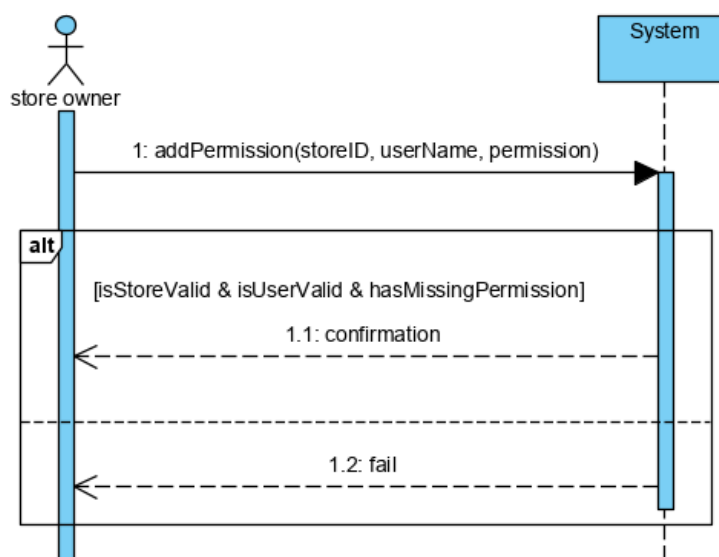 System
store owner
1: addPermission(storeID, userName, permission)
alt
[isStoreValid & isUserValid & hasMissingPermission]
1.1: confirmation
1.2: fail